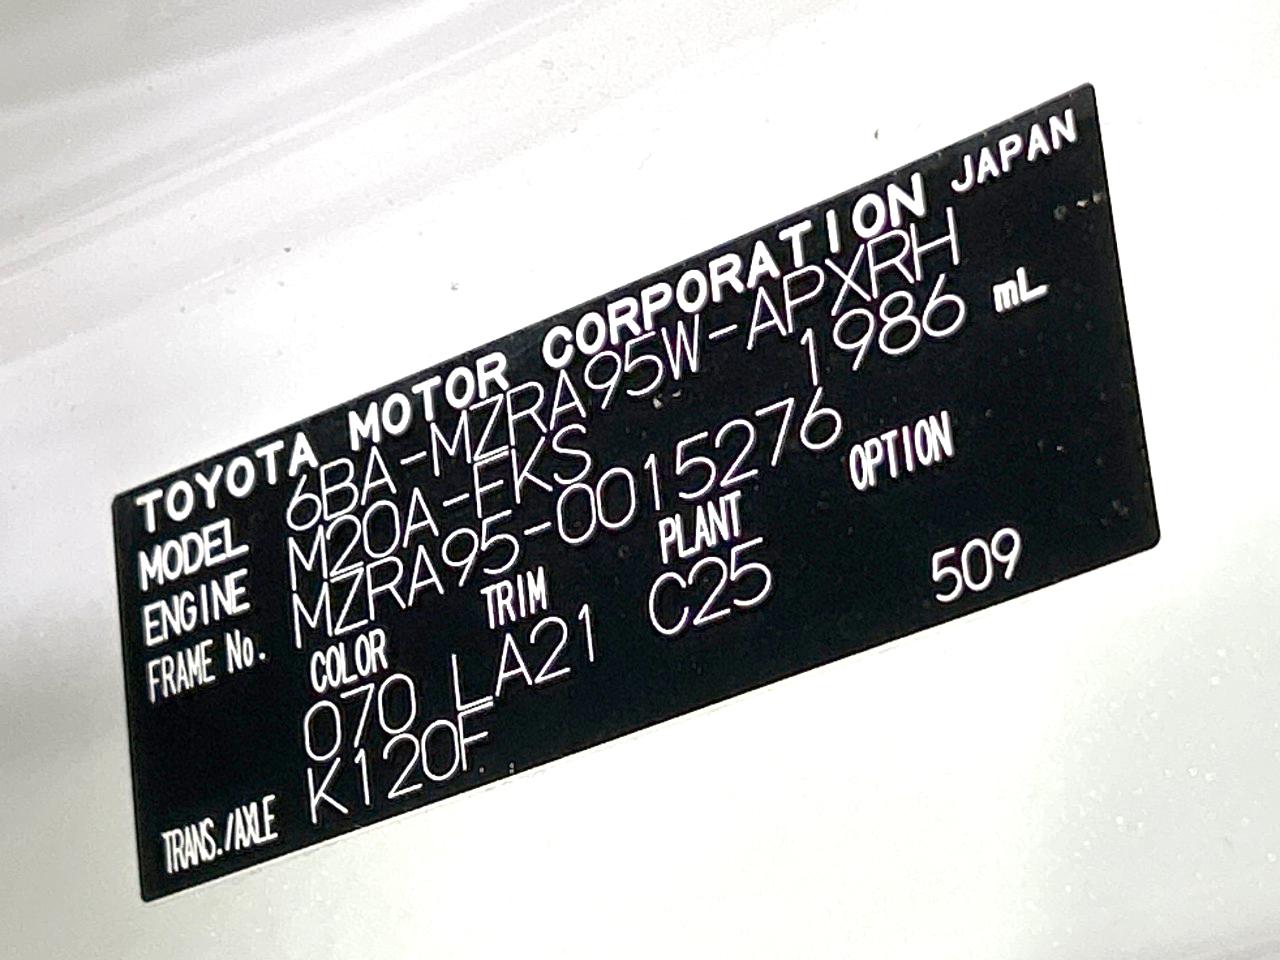 TOYOTA MOTOR CORPORATION JAPAN
MODEL 6BA-MZRA95W-APXRH
ENGINE M20A-FKS 1986 mL
FRAME No. MZRA95-0015276
COLOR TRIM PLANT OPTION
070 LA21 C25 509
TRANS./AXLE K120F